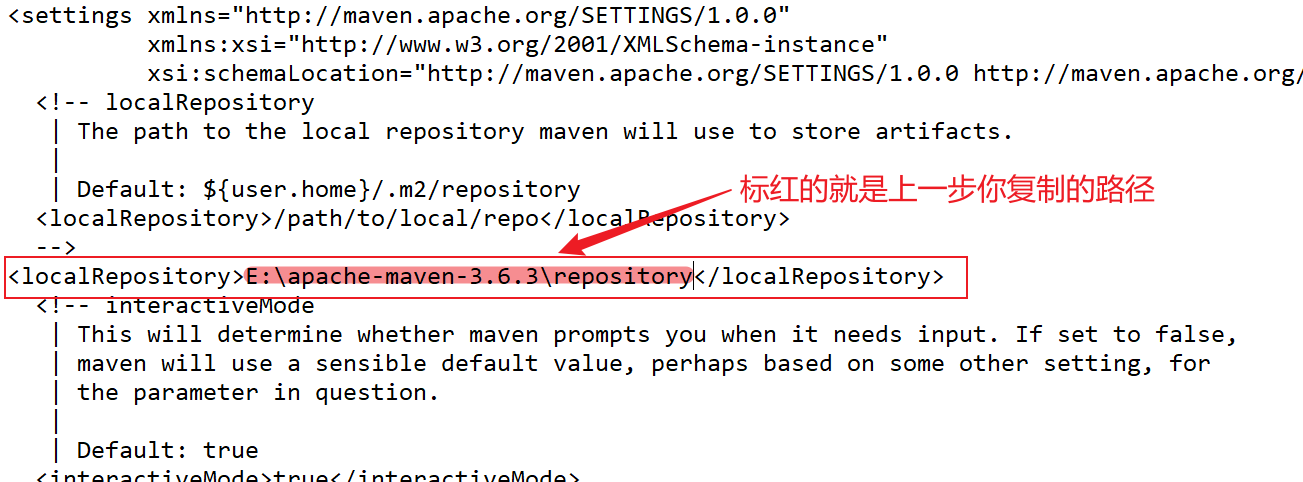 <settings xmlns="http://maven.apache.org/SETTINGS/1.0.0"
xmlns:xsi="http://www.w3.org/2001/XMLSchema-instance"
xsi:schemaLocation="http://maven.apache.org/SETTINGS/1.0.0 http://maven.apache.org/
<!-- localRepository
| The path to the local repository maven will use to store artifacts.
|
| Default: ${user.home}/.m2/repository
标红的就是上一步你复制的路径
<localRepository>/path/to/local/repo</localRepository>
-->
<localRepository>E:\apache-maven-3.6.3\repository</localRepository>
<!-- interactiveMode
| This will determine whether maven prompts you when it needs input. If set to false,
| maven will use a sensible default value, perhaps based on some other setting, for
| the parameter in question.
|
| Default: true
<interactiveMode>true</interactiveMode>